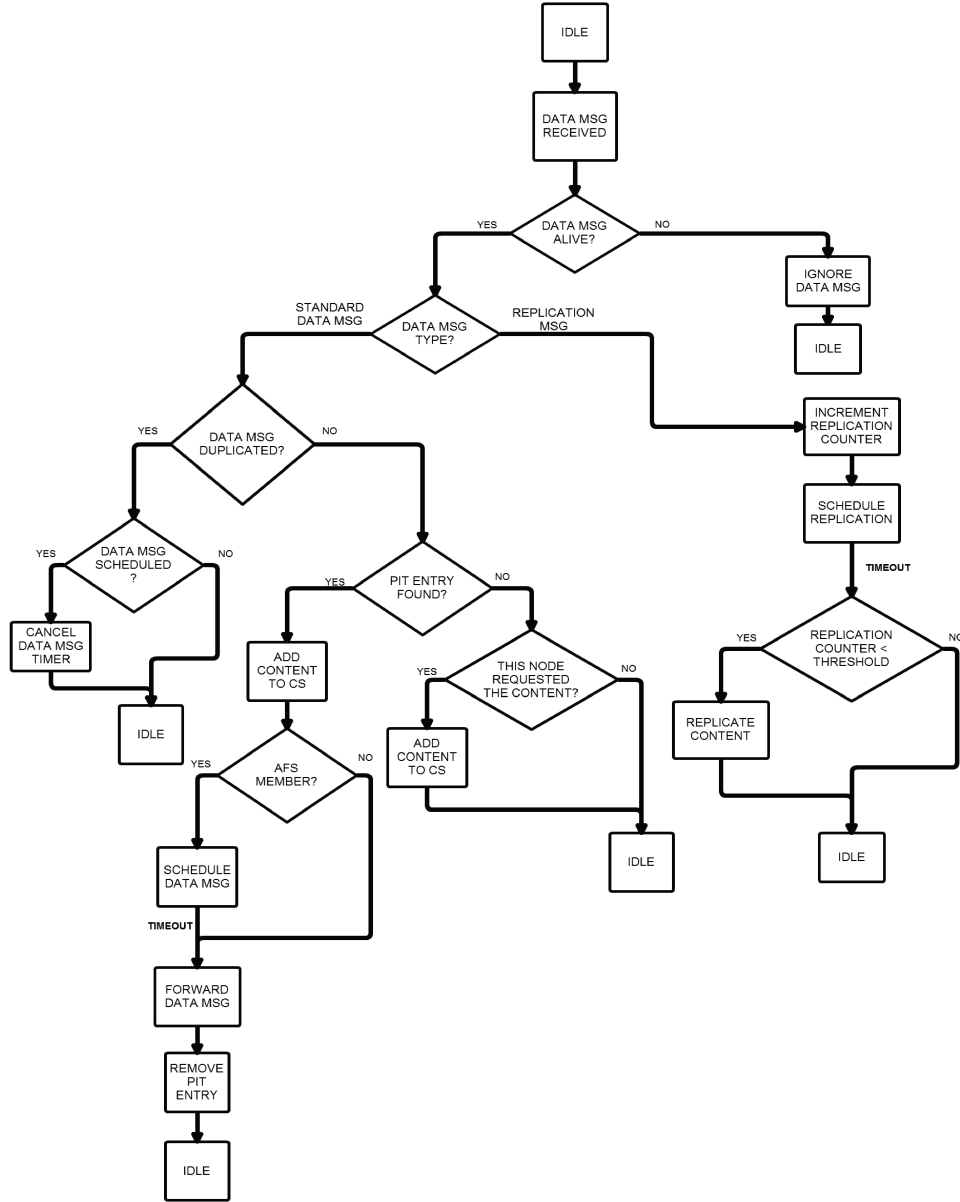 IDLE
DATA MSG
RECEIVED
DATA MSG
ALIVE?
YES
NO
IGNORE
DATA MSG
IDLE
DATA MSG
TYPE?
STANDARD
DATA MSG
REPLICATION
MSG
INCREMENT
REPLICATION
COUNTER
SCHEDULE
REPLICATION
TIMEOUT
REPLICATION
COUNTER <
THRESHOLD
YES
NO
REPLICATE
CONTENT
IDLE
DATA MSG
DUPLICATED?
YES
NO
DATA MSG
SCHEDULED
?
YES
NO
CANCEL
DATA MSG
TIMER
IDLE
PIT ENTRY
FOUND?
YES
NO
ADD
CONTENT
TO CS
THIS NODE
REQUESTED
THE CONTENT?
YES
NO
ADD
CONTENT
TO CS
IDLE
AFS
MEMBER?
YES
NO
SCHEDULE
DATA MSG
TIMEOUT
FORWARD
DATA MSG
REMOVE
PIT
ENTRY
IDLE